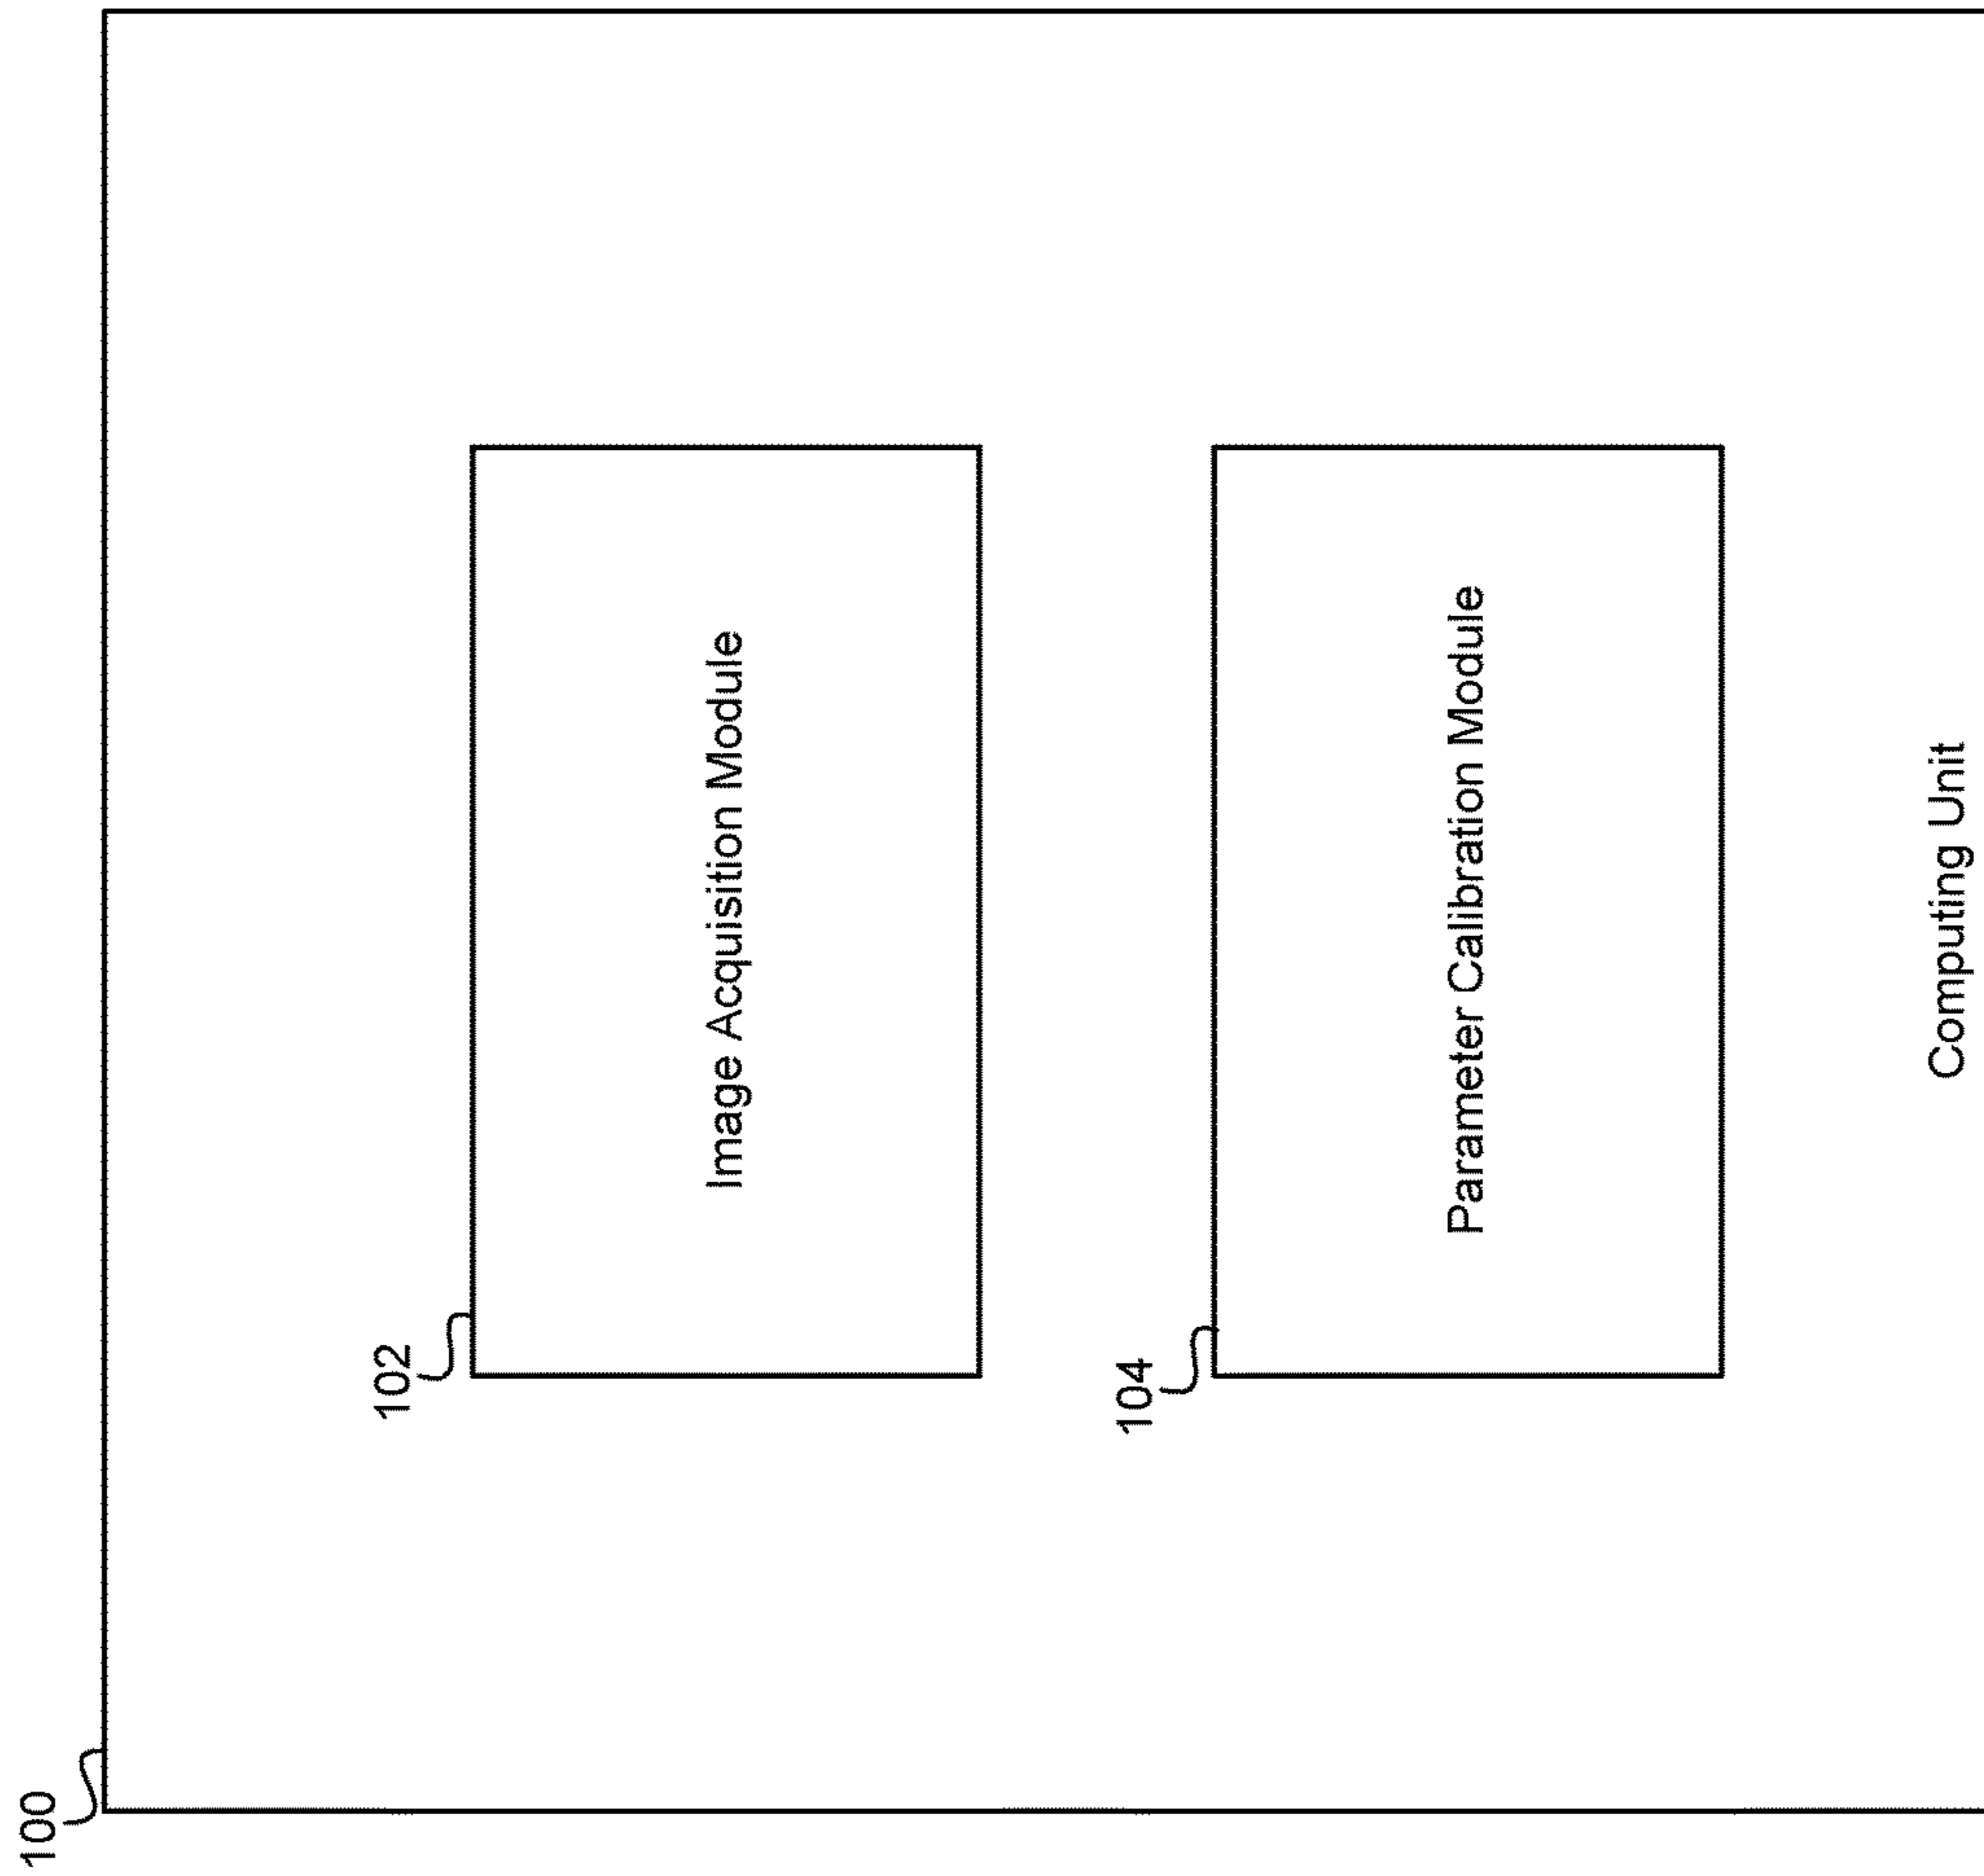 100
102
Image Acquisition Module
104
Parameter Calibration Module
Computing Unit